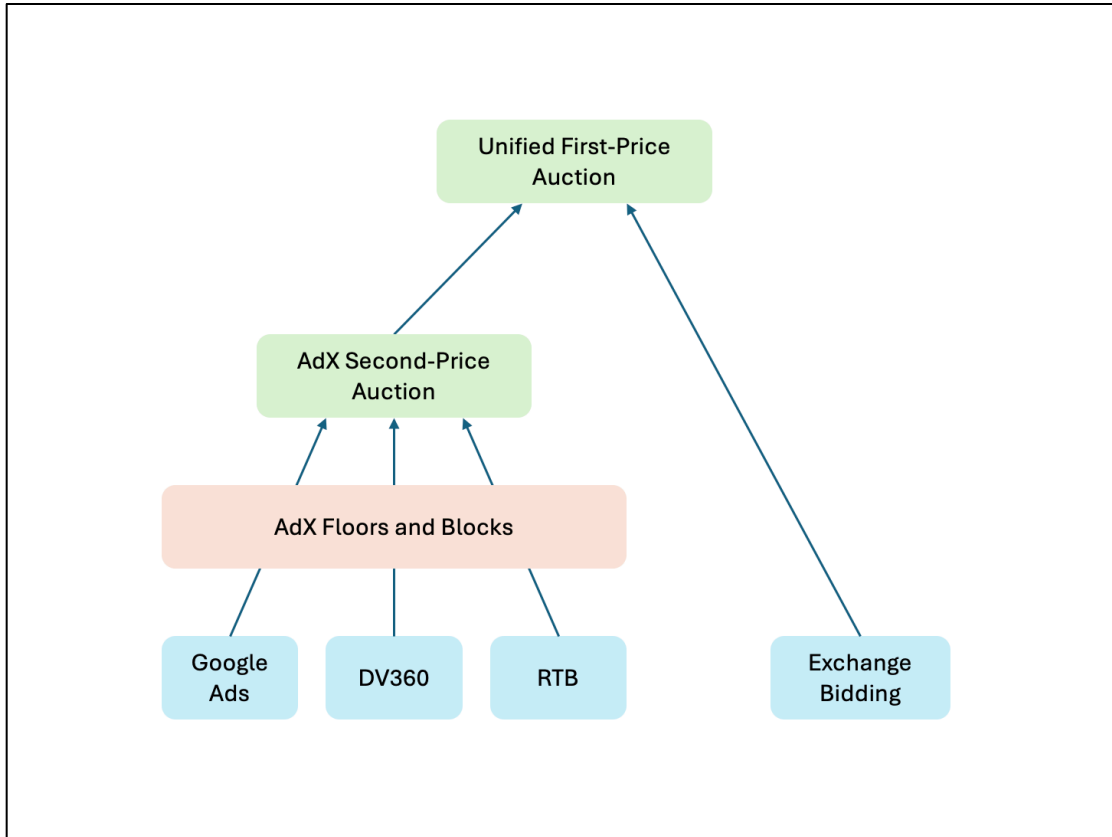 Unified First-Price
Auction
AdX Second-Price
Auction
AdX Floors and Blocks
Google
Ads
DV360
RTB
Exchange
Bidding